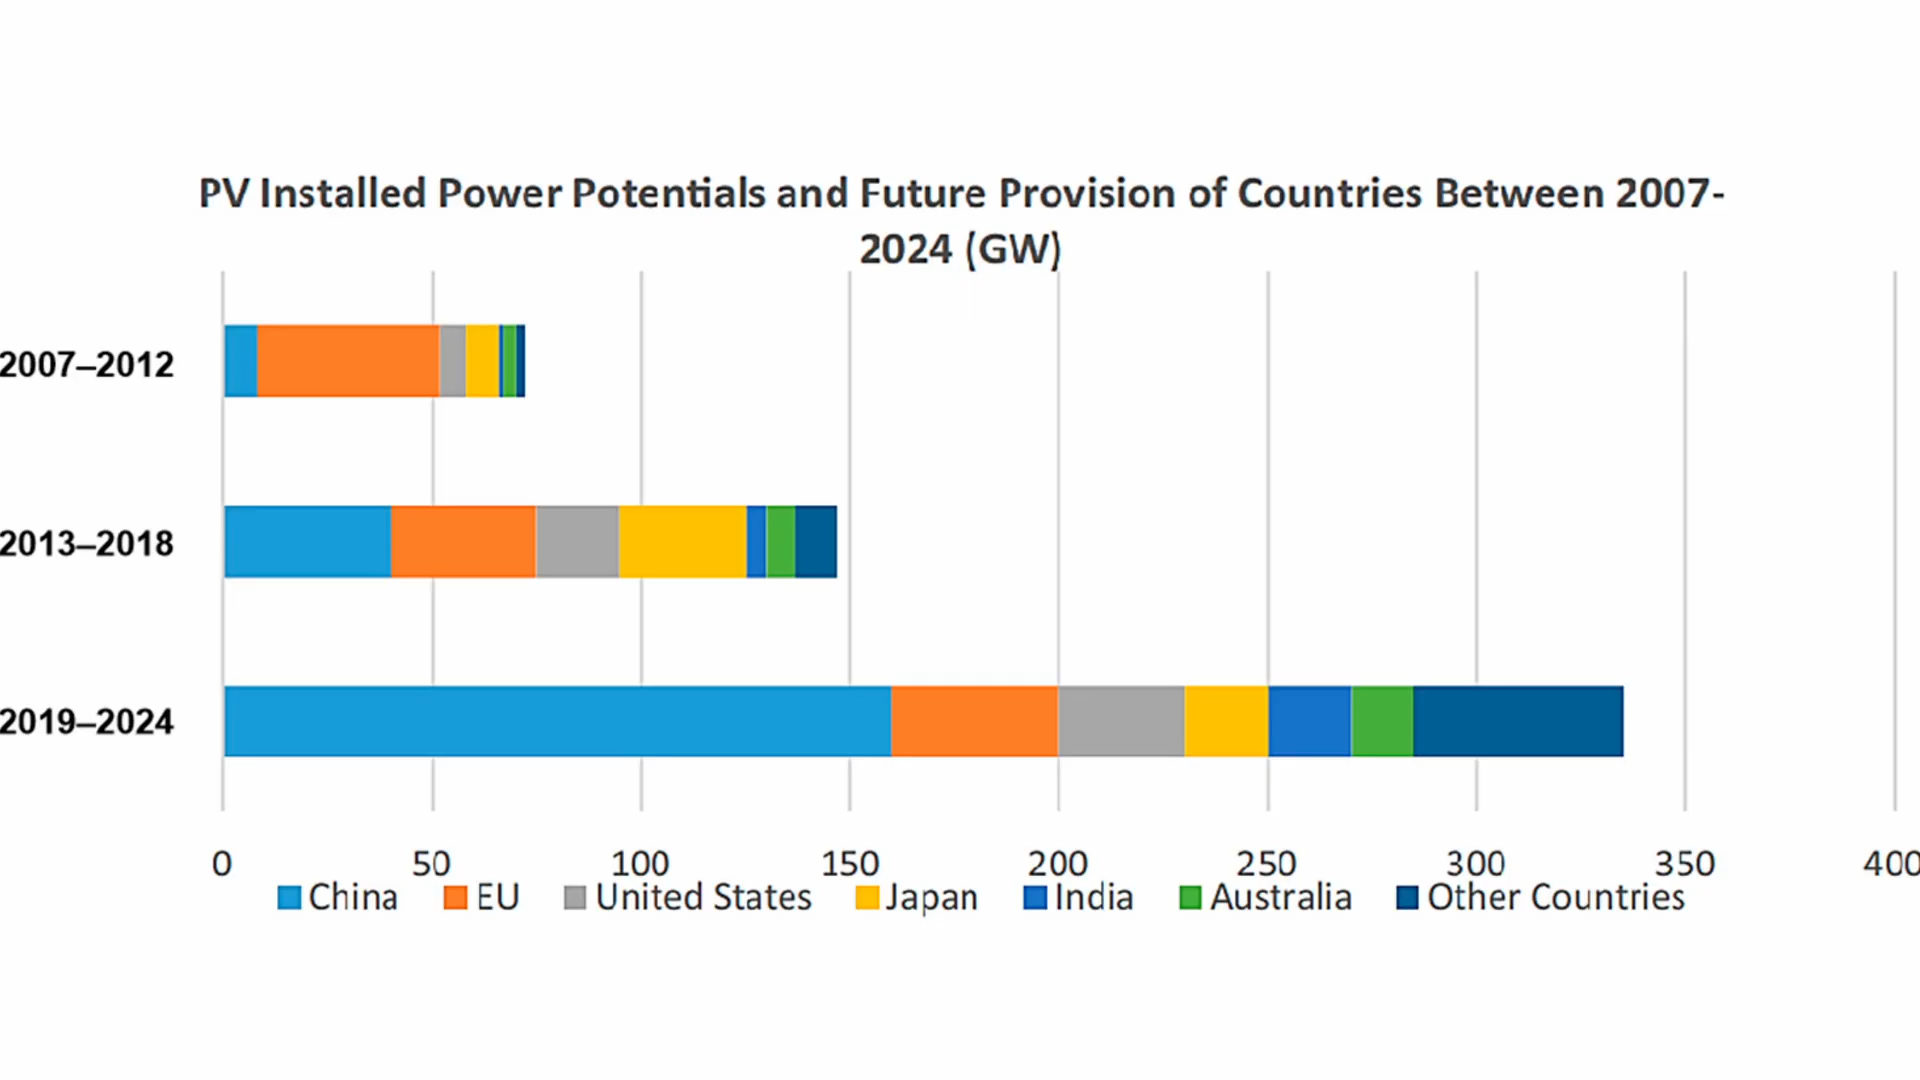 PV Installed Power Potentials and Future Provision of Countries Between 2007-
2024 (GW)
2007–2012
2013–2018
2019–2024
0 50 100 150 200 250 300 350 400
China EU United States Japan India Australia Other Countries